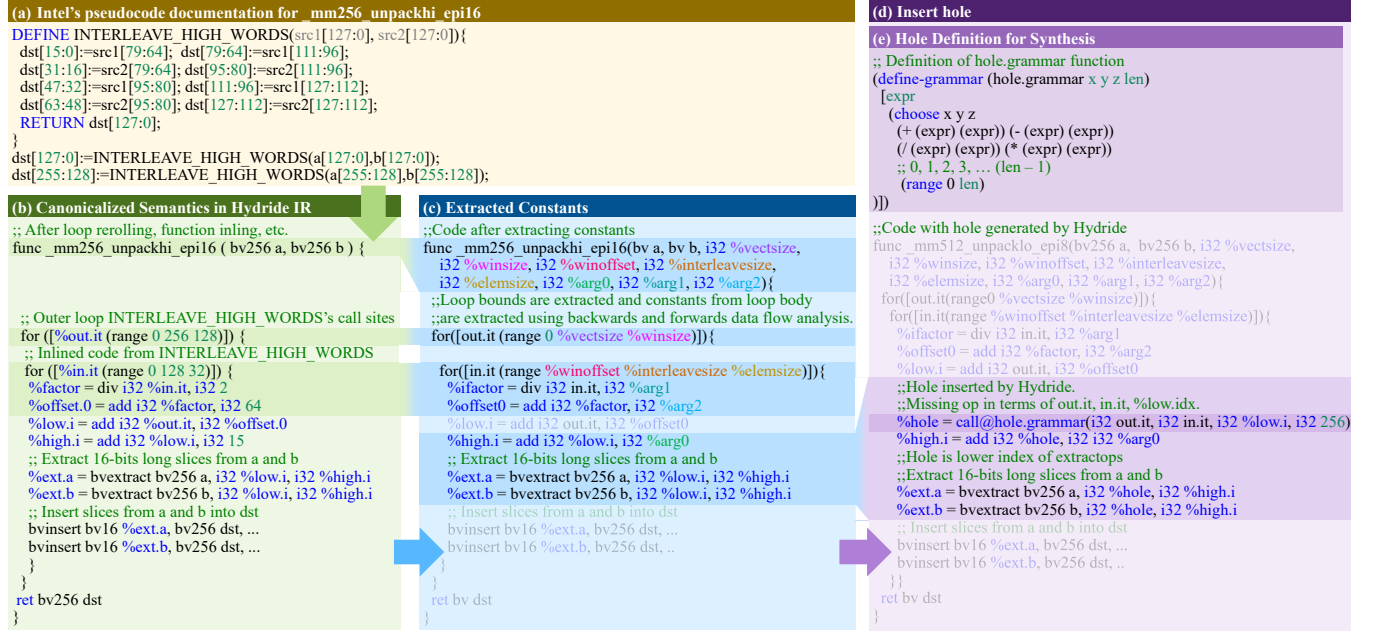 (a) Intel's pseudocode documentation for _mm256_unpackhi_epi16
DEFINE INTERLEAVE_HIGH_WORDS(src1[127:0], src2[127:0]){
dst[15:0]:=src1[79:64]; dst[79:64]:=src1[111:96];
dst[31:16]:=src2[79:64]; dst[95:80]:=src2[111:96];
dst[47:32]:=src1[95:80]; dst[111:96]:=src1[127:112];
dst[63:48]:=src2[95:80]; dst[127:112]:=src2[127:112];
RETURN dst[127:0];
}
dst[127:0]:=INTERLEAVE_HIGH_WORDS(a[127:0],b[127:0]);
dst[255:128]:=INTERLEAVE_HIGH_WORDS(a[255:128],b[255:128]);
(b) Canonicalized Semantics in Hydride IR
;; After loop rerolling, function inling, etc.
func _mm256_unpackhi_epi16 ( bv256 a, bv256 b ) {
;; Outer loop INTERLEAVE_HIGH_WORDS's call sites
for ([%out.it (range 0 256 128)]) {
;; Inlined code from INTERLEAVE_HIGH_WORDS
for ([%in.it (range 0 128 32)]) {
%factor = div i32 %in.it, i32 2
%offset.0 = add i32 %factor, i32 64
%low.i = add i32 %out.it, i32 %offset.0
%high.i = add i32 %low.i, i32 15
;; Extract 16-bits long slices from a and b
%ext.a = bvextract bv256 a, i32 %low.i, i32 %high.i
%ext.b = bvextract bv256 b, i32 %low.i, i32 %high.i
;; Insert slices from a and b into dst
bvinsert bv16 %ext.a, bv256 dst, ...
bvinsert bv16 %ext.b, bv256 dst, ...
}
}
ret bv256 dst
}
(c) Extracted Constants
;;Code after extracting constants
func _mm256_unpackhi_epi16(bv a, bv b, i32 %vectsize,
i32 %winsize, i32 %winoffset, i32 %interleavesize,
i32 %elemsize, i32 %arg0, i32 %arg1, i32 %arg2){
;;Loop bounds are extracted and constants from loop body
;;are extracted using backwards and forwards data flow analysis.
for([out.it (range 0 %vectsize %winsize)]){
for([in.it (range %winoffset %interleavesize %elemsize)]){
%ifactor = div i32 in.it, i32 %arg1
%offset0 = add i32 %factor, i32 %arg2
%low.i = add i32 out.it, i32 %offset0
%high.i = add i32 %low.i, i32 %arg0
;; Extract 16-bits long slices from a and b
%ext.a = bvextract bv256 a, i32 %low.i, i32 %high.i
%ext.b = bvextract bv256 b, i32 %low.i, i32 %high.i
;; Insert slices from a and b into dst
bvinsert bv16 %ext.a, bv256 dst, ...
bvinsert bv16 %ext.b, bv256 dst, ..
}
}
ret bv dst
}
(d) Insert hole
(e) Hole Definition for Synthesis
;; Definition of hole.grammar function
(define-grammar (hole.grammar x y z len)
[expr
(choose x y z
(+ (expr) (expr)) (- (expr) (expr))
(/ (expr) (expr)) (* (expr) (expr))
;; 0, 1, 2, 3, … (len – 1)
(range 0 len)
)])
;;Code with hole generated by Hydride
func _mm512_unpacklo_epi8(bv256 a, bv256 b, i32 %vectsize,
i32 %winsize, i32 %winoffset, i32 %interleavesize,
i32 %elemsize, i32 %arg0, i32 %arg1, i32 %arg2){
for([out.it(range0 %vectsize %winsize)]){
for([in.it(range %winoffset %interleavesize %elemsize)]){
%ifactor = div i32 in.it, i32 %arg1
%offset0 = add i32 %factor, i32 %arg2
%low.i = add i32 out.it, i32 %offset0
;;Hole inserted by Hydride.
;;Missing op in terms of out.it, in.it, %low.idx.
%hole = call@hole.grammar(i32 out.it, i32 in.it, i32 %low.i, i32 256)
%high.i = add i32 %hole, i32 i32 %arg0
;;Hole is lower index of extractops
;;Extract 16-bits long slices from a and b
%ext.a = bvextract bv256 a, i32 %hole, i32 %high.i
%ext.b = bvextract bv256 b, i32 %hole, i32 %high.i
;; Insert slices from a and b into dst
bvinsert bv16 %ext.a, bv256 dst, ...
bvinsert bv16 %ext.b, bv256 dst, ..
}}
ret bv dst
}